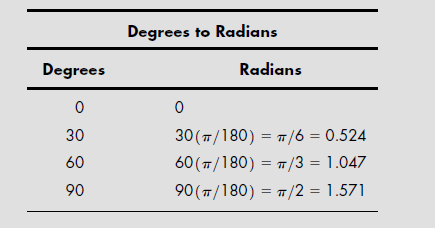 Degrees to Radians
Degrees Radians
0 0
30 30(π/180) = π/6 = 0.524
60 60(π/180) = π/3 = 1.047
90 90(π/180) = π/2 = 1.571